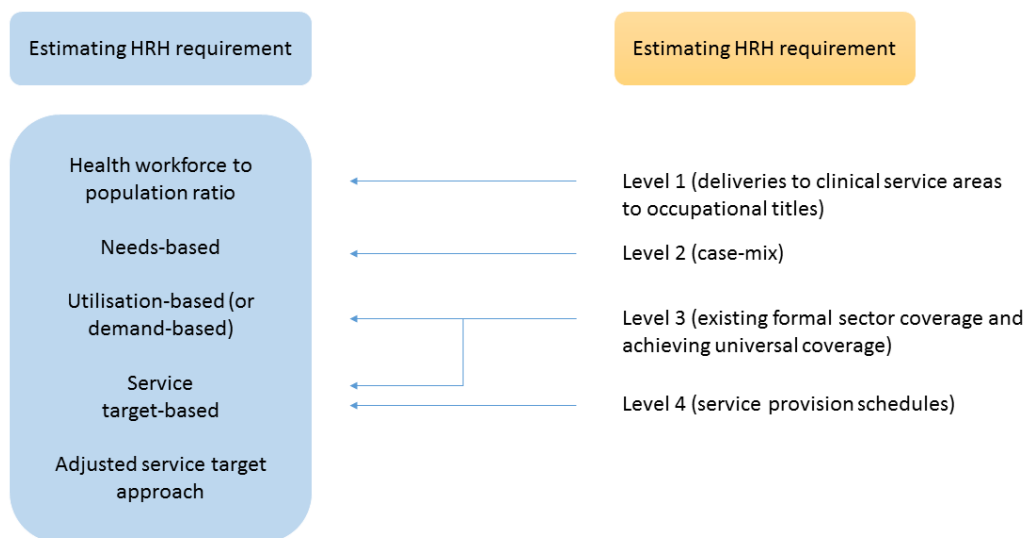 Estimating HRH requirement
Estimating HRH requirement
Health workforce to
population ratio
Level 1 (deliveries to clinical service areas
to occupational titles)
Needs-based
Level 2 (case-mix)
Utilisation-based (or
demand-based)
Level 3 (existing formal sector coverage and
achieving universal coverage)
Service
target-based
Level 4 (service provision schedules)
Adjusted service target
approach